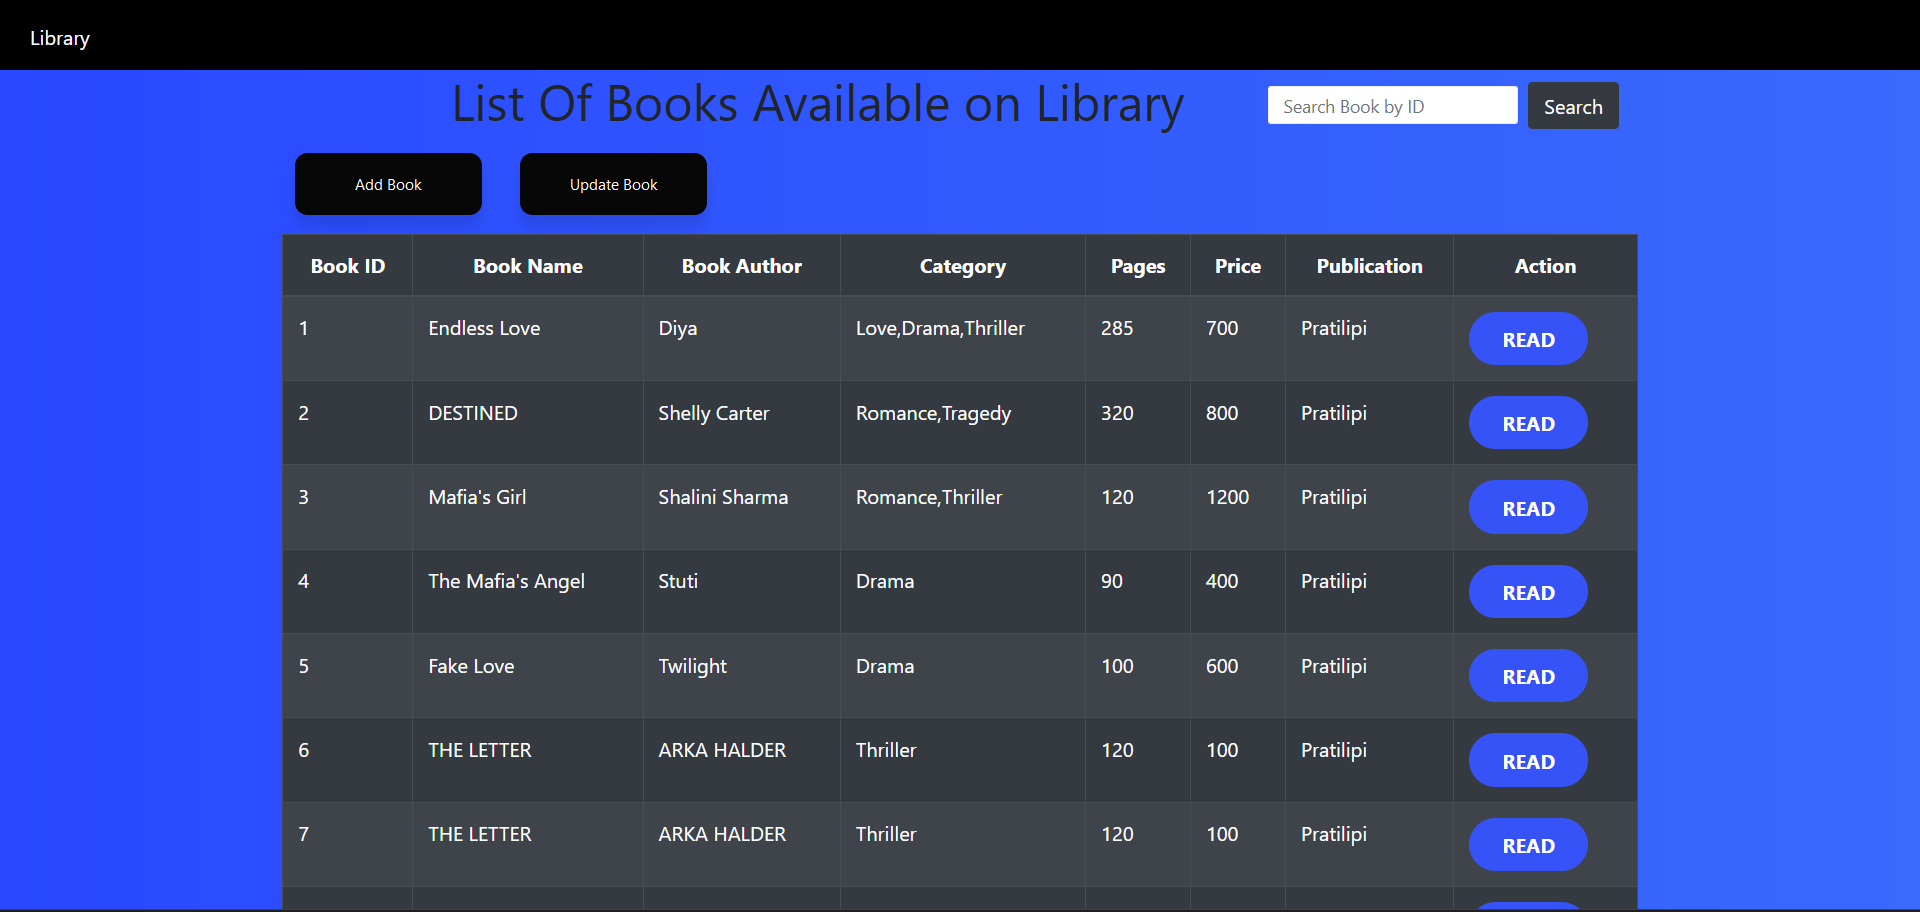 Library
List Of Books Available on Library
Search Book by ID Search
Add Book Update Book
Book ID Book Name Book Author Category Pages Price Publication Action
1 Endless Love Diya Love,Drama,Thriller 285 700 Pratilipi READ
2 DESTINED Shelly Carter Romance,Tragedy 320 800 Pratilipi READ
3 Mafia's Girl Shalini Sharma Romance,Thriller 120 1200 Pratilipi READ
4 The Mafia's Angel Stuti Drama 90 400 Pratilipi READ
5 Fake Love Twilight Drama 100 600 Pratilipi READ
6 THE LETTER ARKA HALDER Thriller 120 100 Pratilipi READ
7 THE LETTER ARKA HALDER Thriller 120 100 Pratilipi READ